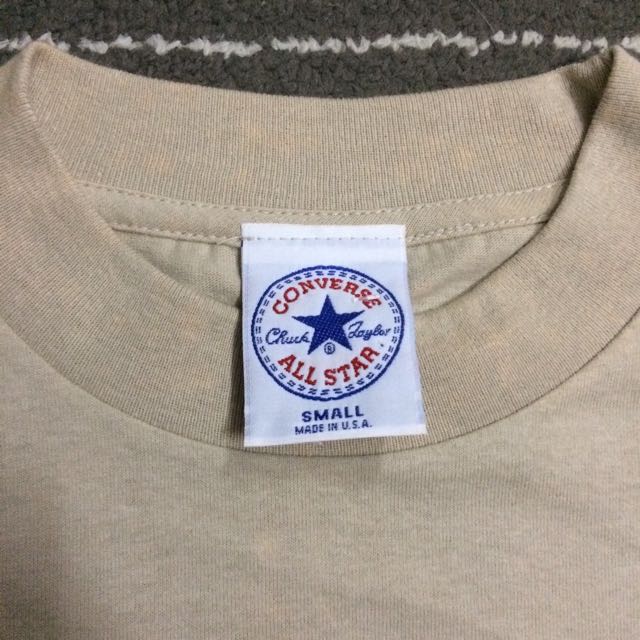 CONVERSE
Chuck Taylor
®
ALL STAR
SMALL
MADE IN U.S.A.